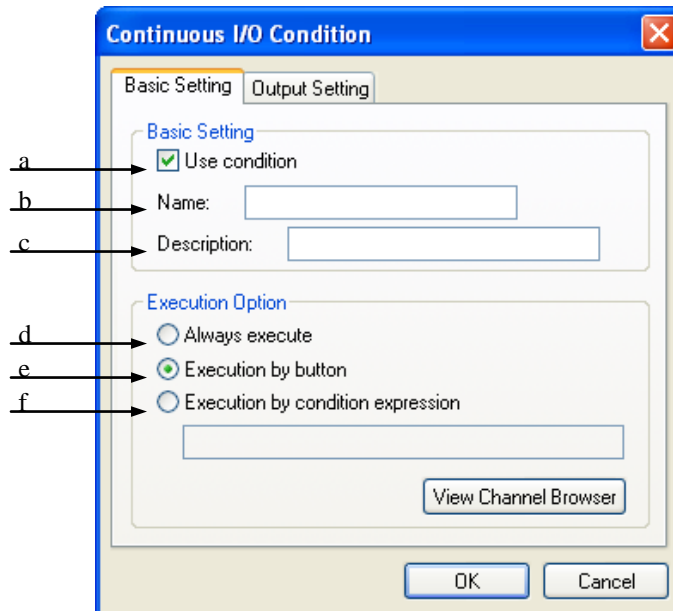 Continuous I/O Condition
Basic Setting Output Setting
Basic Setting
a Use condition
b Name:
c Description:
Execution Option
d Always execute
e Execution by button
f Execution by condition expression
View Channel Browser
OK Cancel